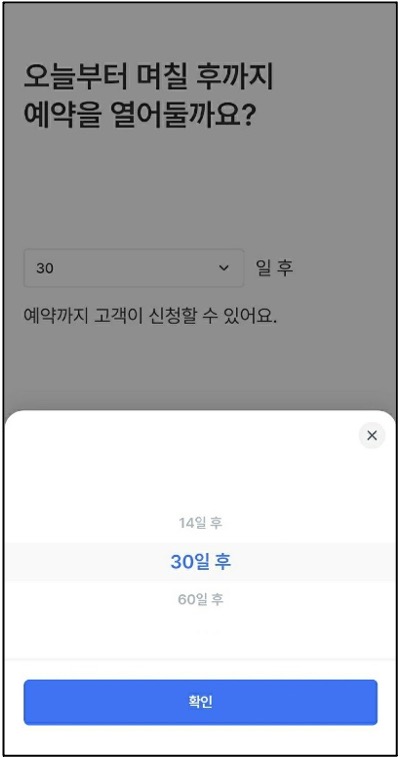 오늘부터 며칠 후까지
예약을 열어둘까요?
30 일 후
예약까지 고객이 신청할 수 있어요.
14일 후
30일 후
60일 후
확인